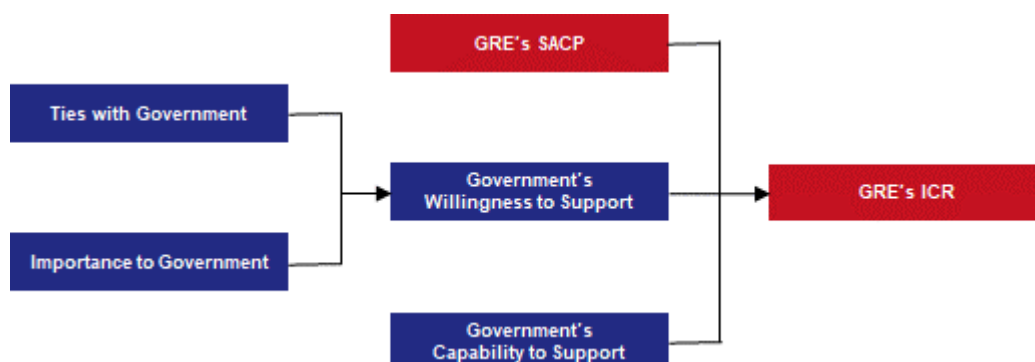 GRE's SACP
Ties with Government
Government's
Willingness to Support
GRE's ICR
Importance to Government
Government's
Capability to Support